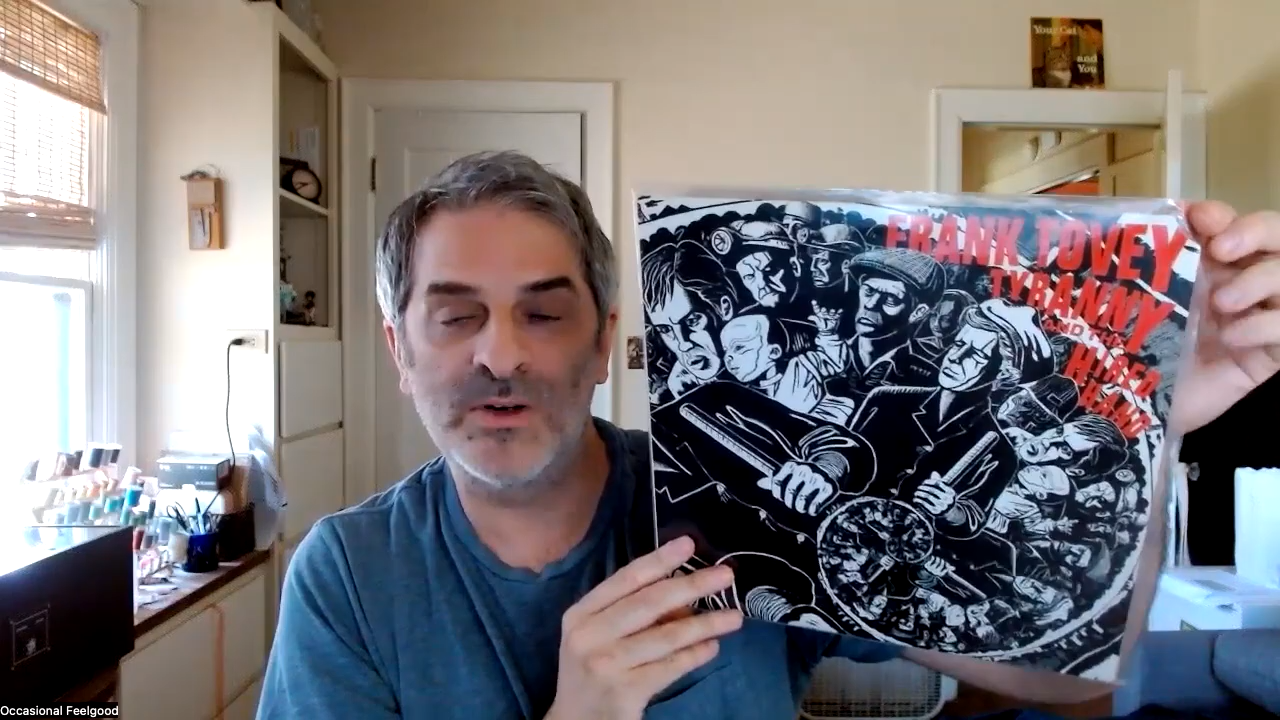 Your Cat
and
You
FRANK TOVEY
TYRANNY
AND THE
HIRED
HAND
Occasional Feelgood